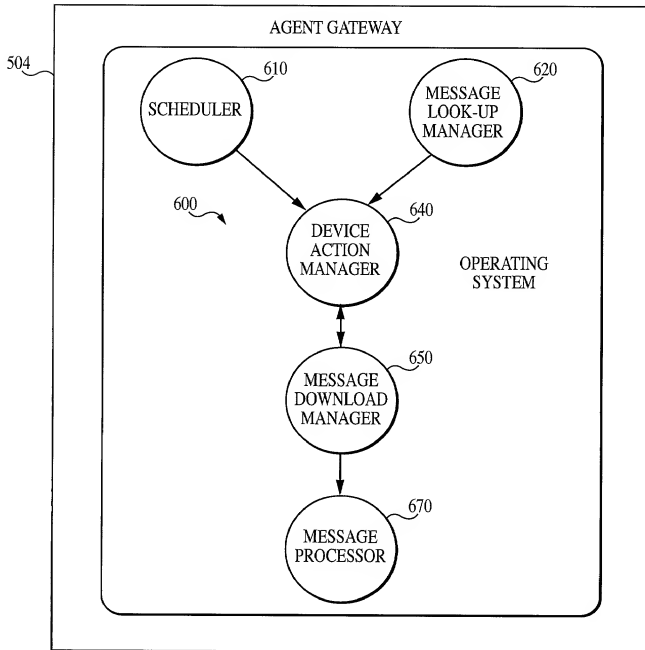 AGENT GATEWAY
504
610
SCHEDULER
620
MESSAGE
LOOK-UP
MANAGER
600
640
DEVICE
ACTION
MANAGER
OPERATING
SYSTEM
650
MESSAGE
DOWNLOAD
MANAGER
670
MESSAGE
PROCESSOR